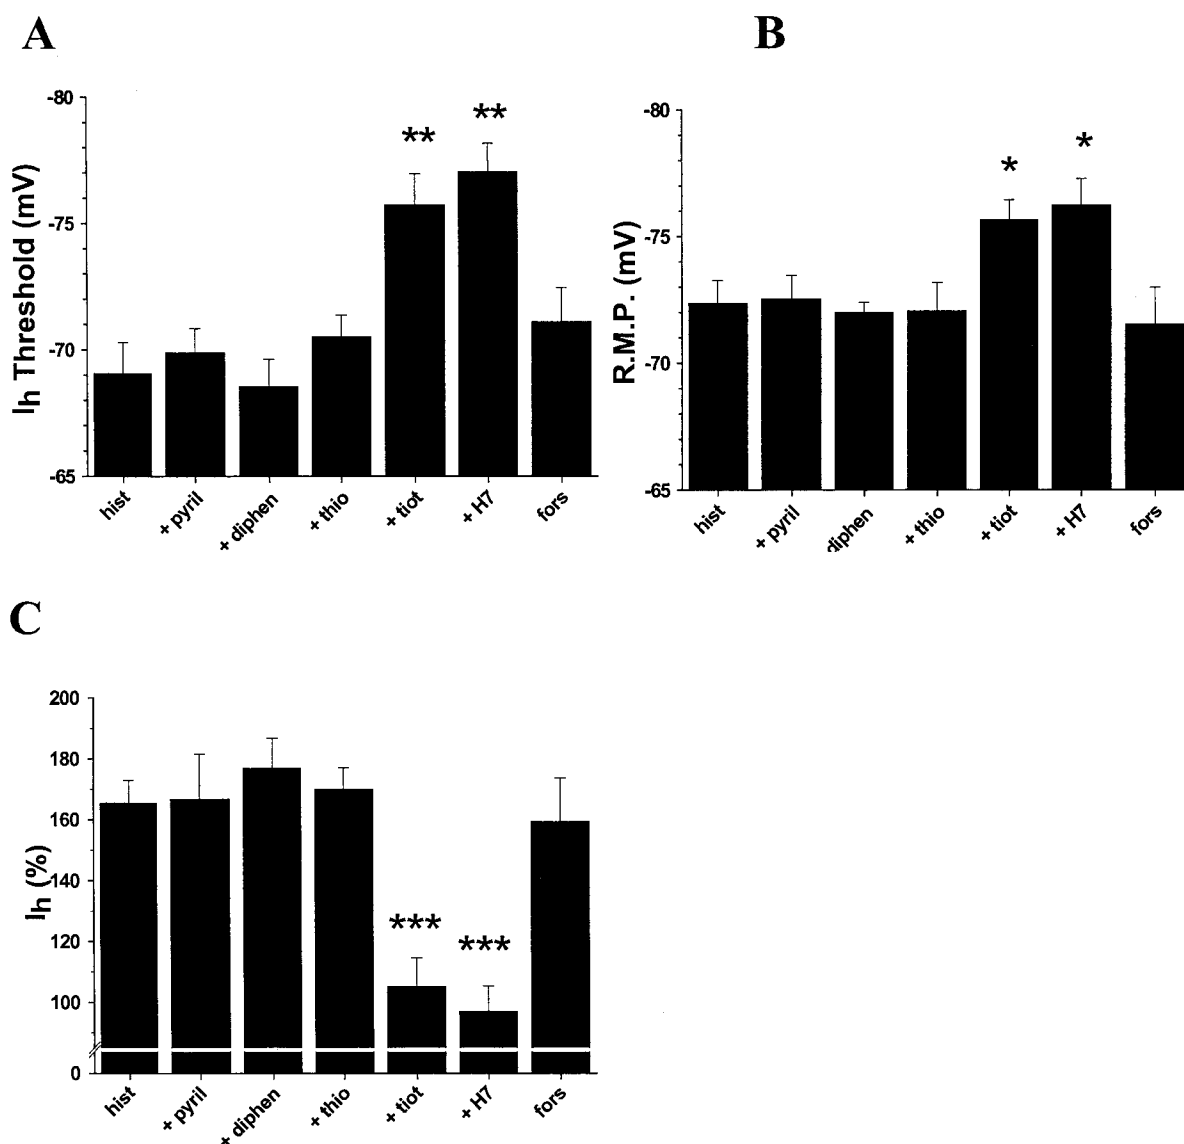 A
B
-80
-75
-70
-65
Ih Threshold (mV)
**
**
hist
+ pyril
+ diphen
+ thio
+ tiot
+ H7
fors
-80
-75
-70
-65
R.M.P. (mV)
*
*
hist
+ pyril
diphen
+ thio
+ tiot
+ H7
fors
C
200
180
160
140
120
100
0
Ih (%)
***
***
hist
+ pyril
+ diphen
+ thio
+ tiot
+ H7
fors